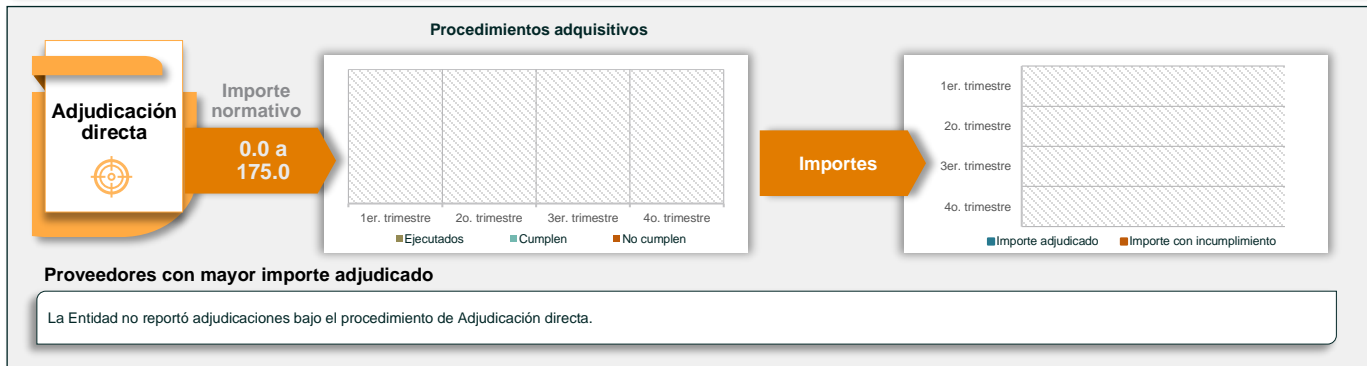 Procedimientos adquisitivos
Adjudicación
directa
Importe
normativo
0.0 a
175.0
1er. trimestre 2o. trimestre 3er. trimestre 4o. trimestre
Ejecutados Cumplen No cumplen
Importes
1er. trimestre
2o. trimestre
3er. trimestre
4o. trimestre
Importe adjudicado Importe con incumplimiento
Proveedores con mayor importe adjudicado
La Entidad no reportó adjudicaciones bajo el procedimiento de Adjudicación directa.